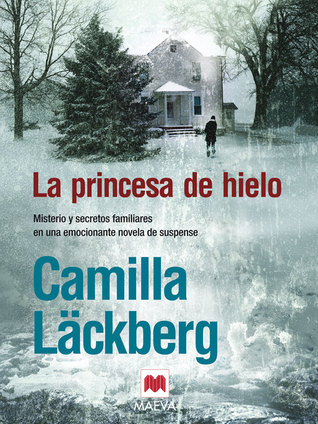 La princesa de hielo
Misterio y secretos familiares
en una emocionante novela de suspense
Camilla
Läckberg
MAEVA